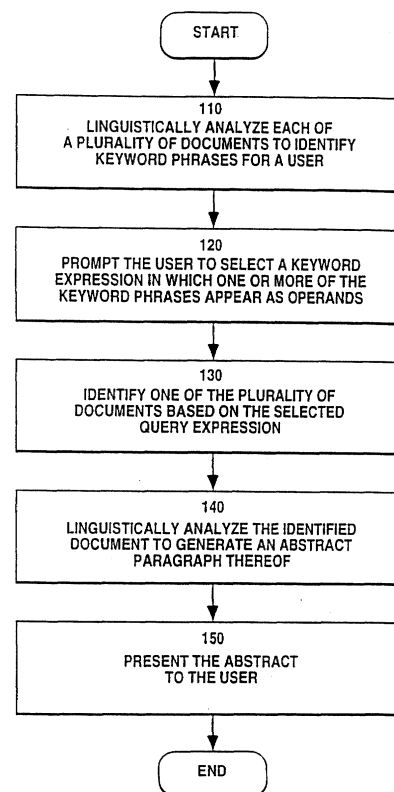 START
110
LINGUISTICALLY ANALYZE EACH OF
A PLURALITY OF DOCUMENTS TO IDENTIFY
KEYWORD PHRASES FOR A USER
120
PROMPT THE USER TO SELECT A KEYWORD
EXPRESSION IN WHICH ONE OR MORE OF THE
KEYWORD PHRASES APPEAR AS OPERANDS
130
IDENTIFY ONE OF THE PLURALITY OF
DOCUMENTS BASED ON THE SELECTED
QUERY EXPRESSION
140
LINGUISTICALLY ANALYZE THE IDENTIFIED
DOCUMENT TO GENERATE AN ABSTRACT
PARAGRAPH THEREOF
150
PRESENT THE ABSTRACT
TO THE USER
END